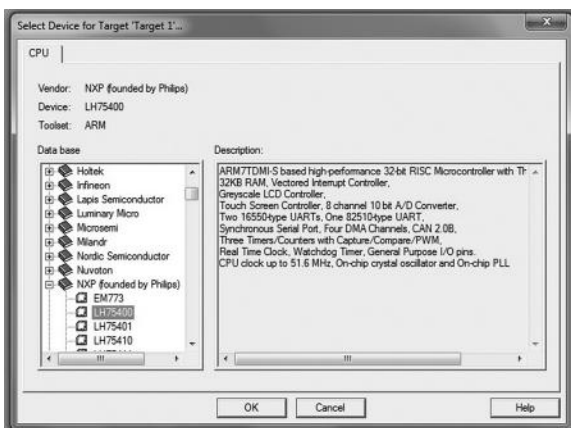 Select Device for Target 'Target 1'...
CPU
Vendor: NXP (founded by Philips)
Device: LH75400
Toolset: ARM
Data base
Description:
Holtek
Infineon
Lapis Semiconductor
Luminary Micro
Microsemi
Milandr
Nordic Semiconductor
Nuvoton
NXP (founded by Philips)
EM773
LH75400
LH75401
LH75410
ARM7TDMI-S based high-performance 32-bit RISC Microcontroller with Th
32KB RAM, Vectored Interrupt Controller,
Greyscale LCD Controller,
Touch Screen Controller, 8 channel 10 bit A/D Converter,
Two 16550-type UARTs, One 82510-type UART,
Synchronous Serial Port, Four DMA Channels, CAN 2.0B,
Three Timers/Counters with Capture/Compare/PWM,
Real Time Clock, Watchdog Timer, General Purpose I/O pins.
CPU clock up to 51.6 MHz, On-chip crystal oscillator and On-chip PLL
OK
Cancel
Help